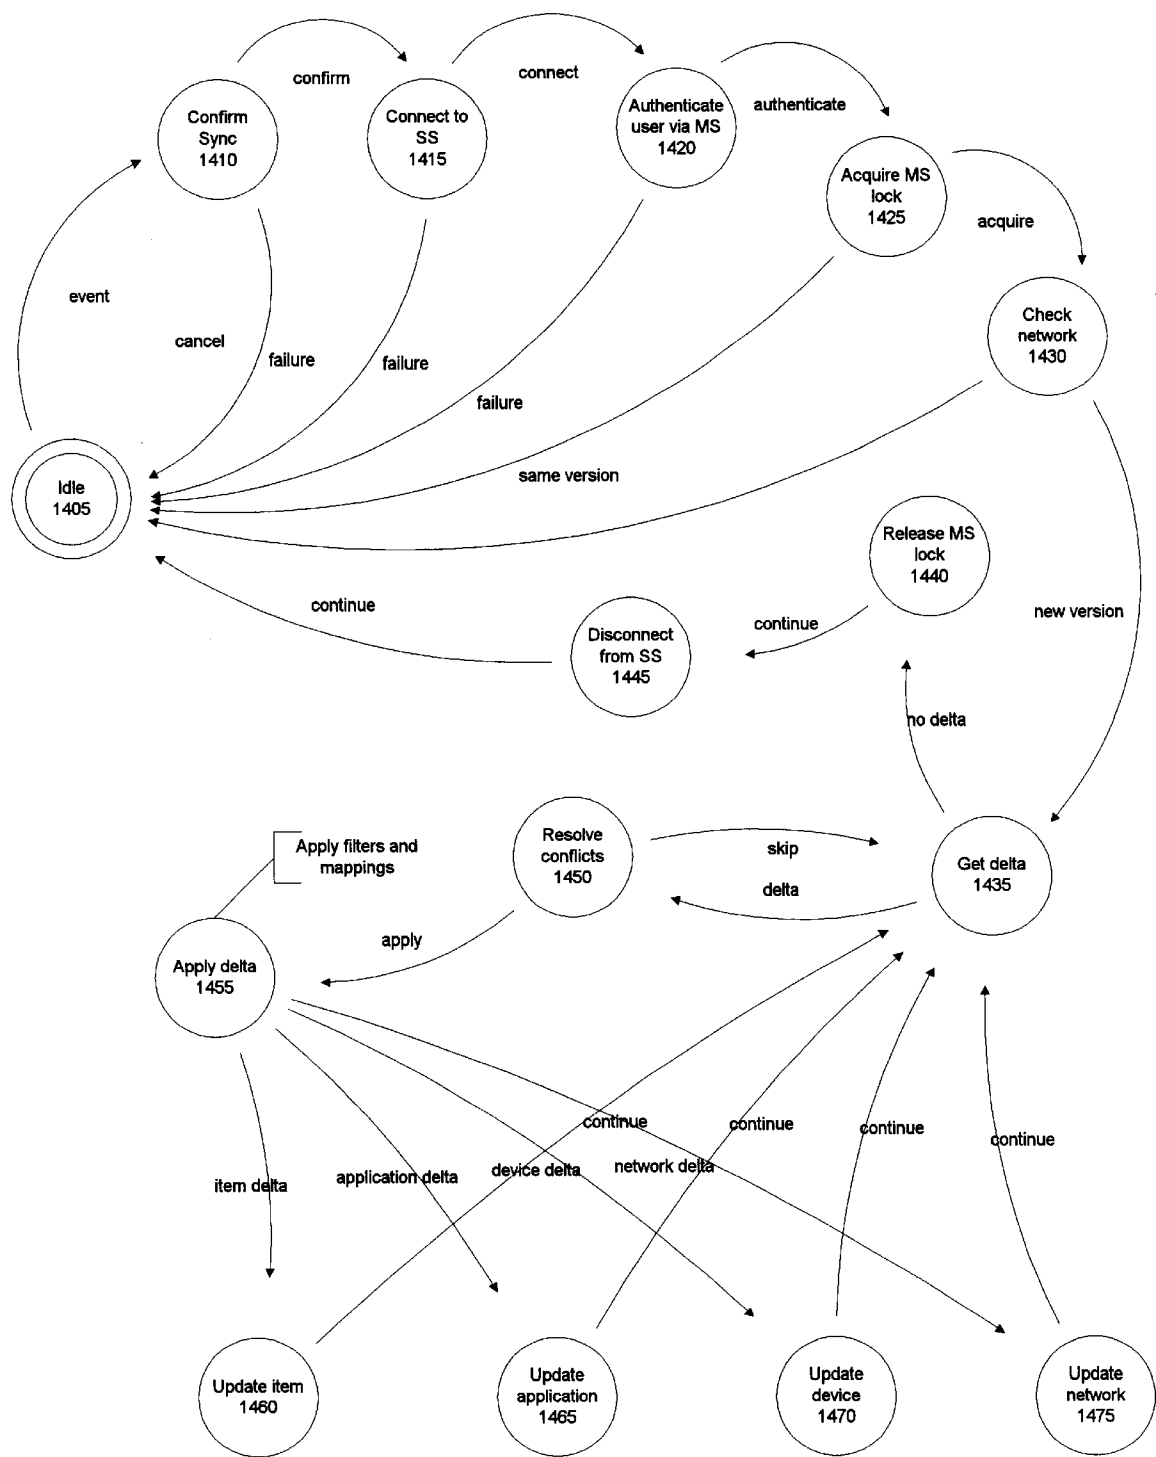 confirm
connect
Confirm
Sync
1410
Connect to
SS
1415
Authenticate
user via MS
1420
authenticate
Acquire MS
lock
1425
acquire
event
cancel
failure
failure
failure
Check
network
1430
same version
Idle
1405
Release MS
lock
1440
continue
continue
new version
Disconnect
from SS
1445
no delta
Apply filters and
mappings
Resolve
conflicts
1450
skip
delta
Get delta
1435
apply
Apply delta
1455
continue
continue
continue
continue
item delta
application delta
device delta
network delta
Update item
1460
Update
application
1465
Update
device
1470
Update
network
1475